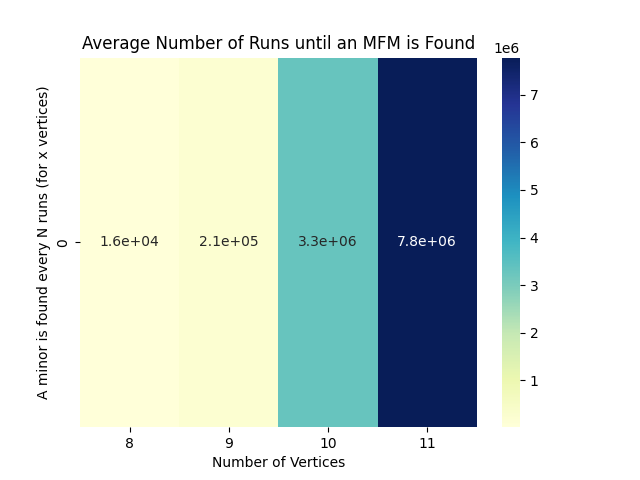 Average Number of Runs until an MFM is Found
1e6
A minor is found every N runs (for x vertices)
0
1.6e+04 2.1e+05 3.3e+06 7.8e+06
7
6
5
4
3
2
1
8 9 10 11
Number of Vertices